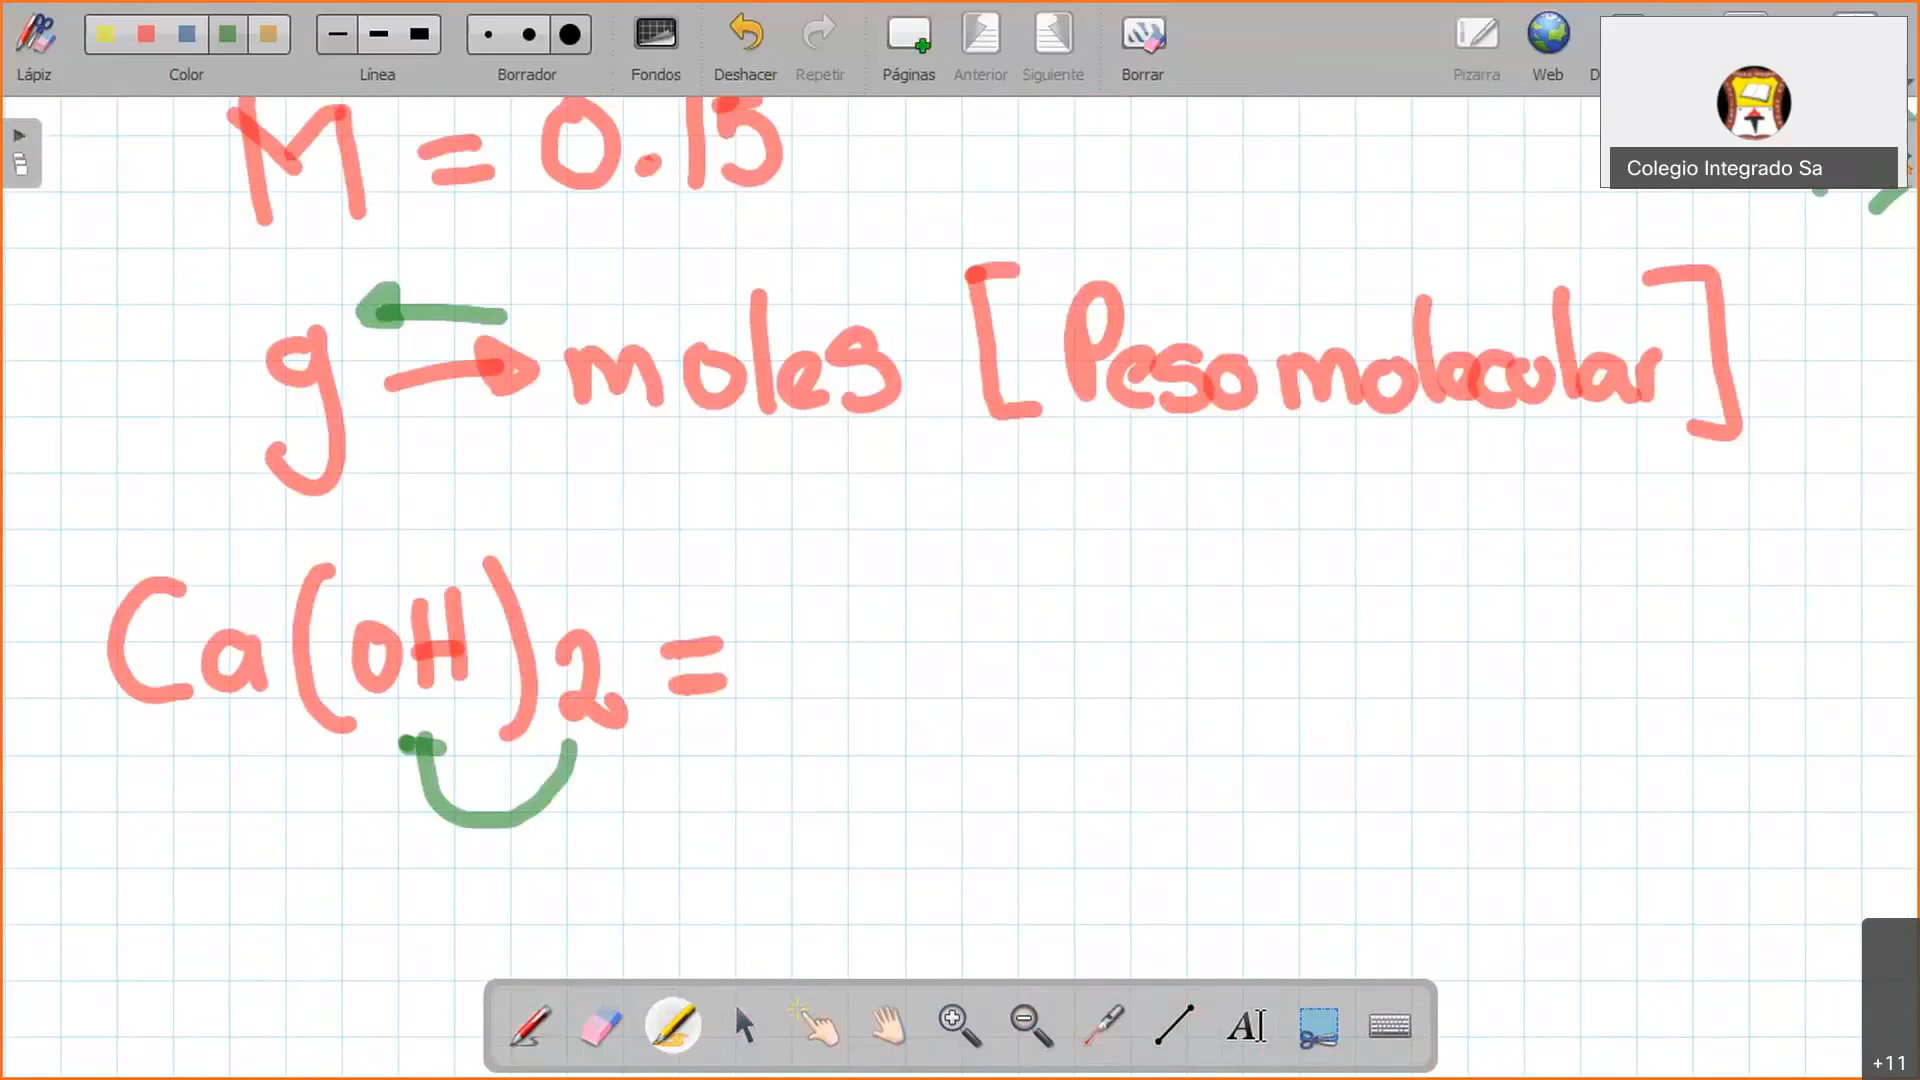 Lápiz Color Línea Borrador Fondos Deshacer Repetir Páginas Anterior Siguiente Borrar Pizarra Web D
Colegio Integrado Sa
M = 0.15
g → moles [Peso molecular]
Ca(OH)2 =
+11